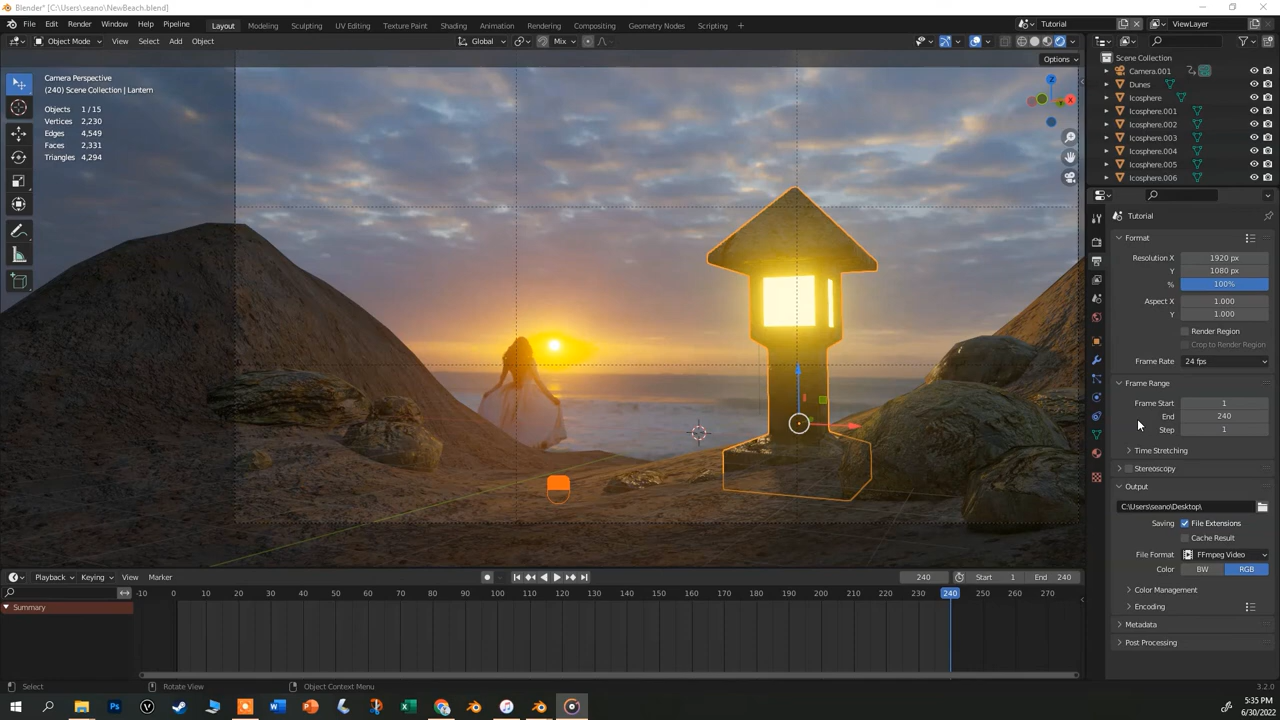 Blender* [C:\Users\seano\NewBeach.blend]
File Edit Render Window Help Pipeline Layout Modeling Sculpting UV Editing Texture Paint Shading Animation Rendering Compositing Geometry Nodes Scripting + Tutorial ViewLayer
Object Mode View Select Add Object Global Mix
Options
Camera Perspective
(240) Scene Collection | Lantern
Objects 1 / 15
Vertices 2,230
Edges 4,549
Faces 2,331
Triangles 4,294
Z
X
Scene Collection
Camera.001
Dunes
Icosphere
Icosphere.001
Icosphere.002
Icosphere.003
Icosphere.004
Icosphere.005
Icosphere.006
Tutorial
Format
Resolution X 1920 px
Y 1080 px
% 100%
Aspect X 1.000
Y 1.000
Render Region
Crop to Render Region
Frame Rate 24 fps
Frame Range
Frame Start 1
End 240
Step 1
Time Stretching
Stereoscopy
Output
C:\Users\seano\Desktop\
Saving File Extensions
Cache Result
File Format FFmpeg Video
Color BW RGB
Color Management
Encoding
Metadata
Post Processing
Playback Keying View Marker 240 Start 1 End 240
-10 0 10 20 30 40 50 60 70 80 90 100 110 120 130 140 150 160 170 180 190 200 210 220 230 240 250 260 270
Summary
Select Rotate View Object Context Menu 3.2.0
5:35 PM
6/30/2022